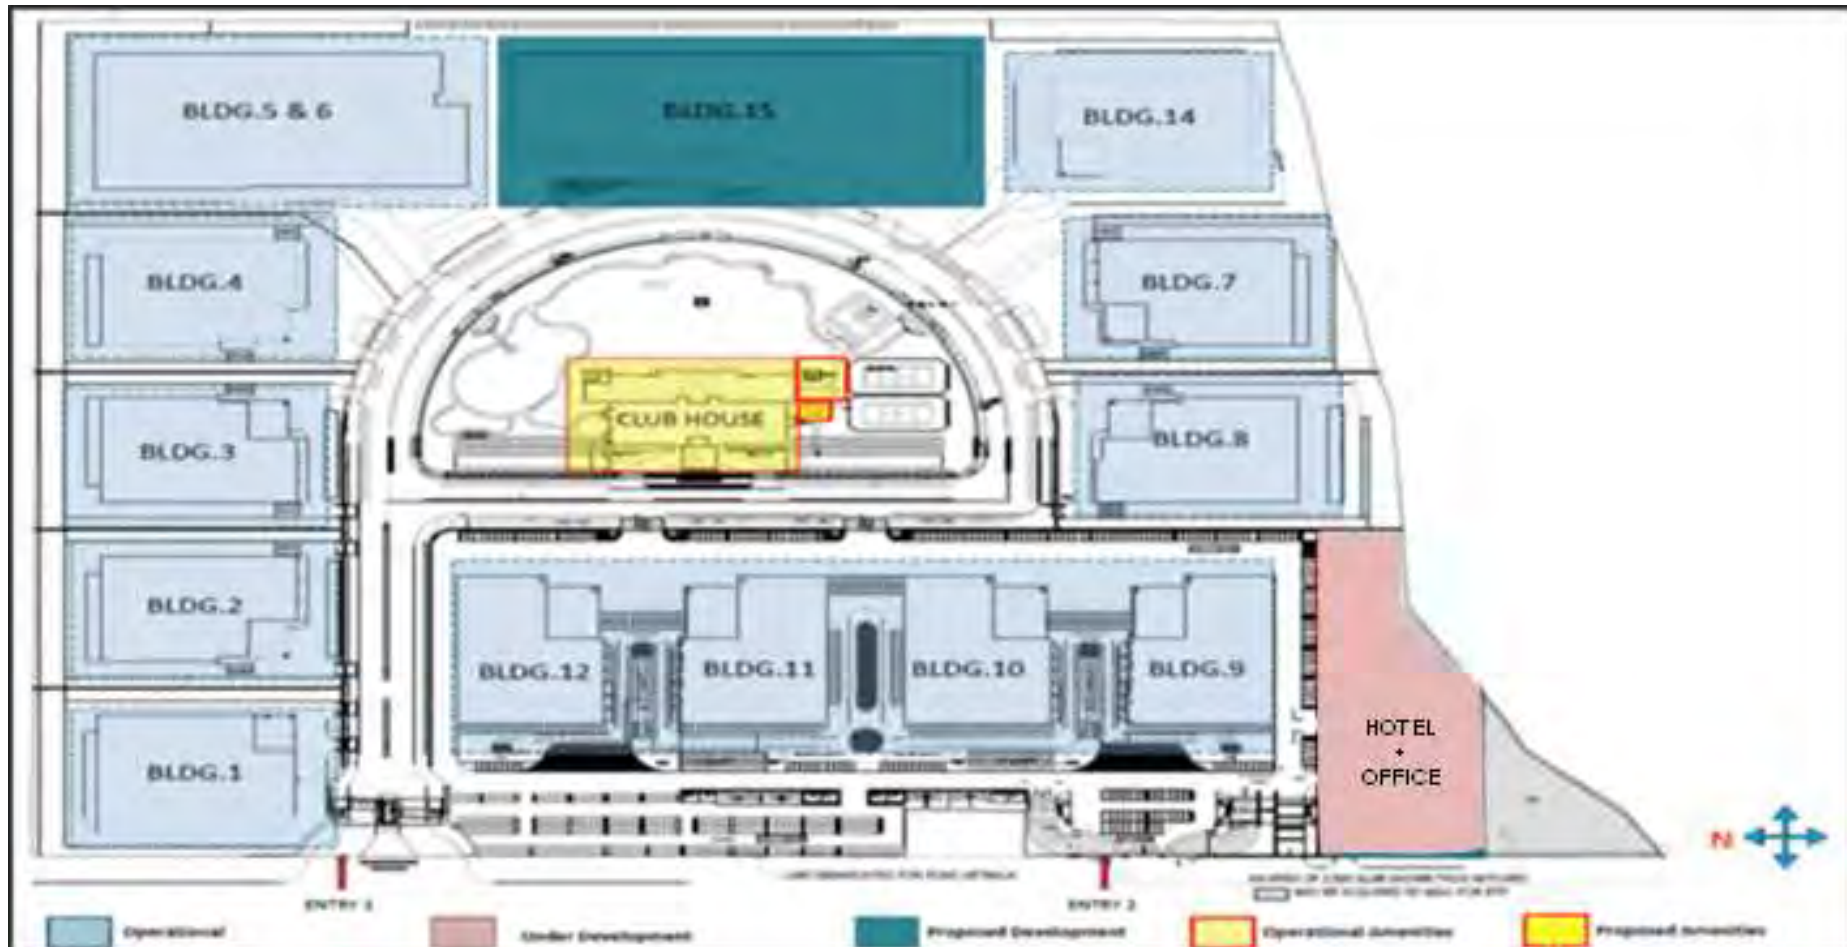 BLDG.5 & 6
BLDG.15
BLDG.14
BLDG.4
BLDG.7
CLUB HOUSE
BLDG.3
BLDG.8
BLDG.2
BLDG.12
BLDG.11
BLDG.10
BLDG.9
BLDG.1
HOTEL
+
OFFICE
N
ENTRY 1
ENTRY 2
Operational
Under Development
Proposed Development
Operational Amenities
Proposed Amenities